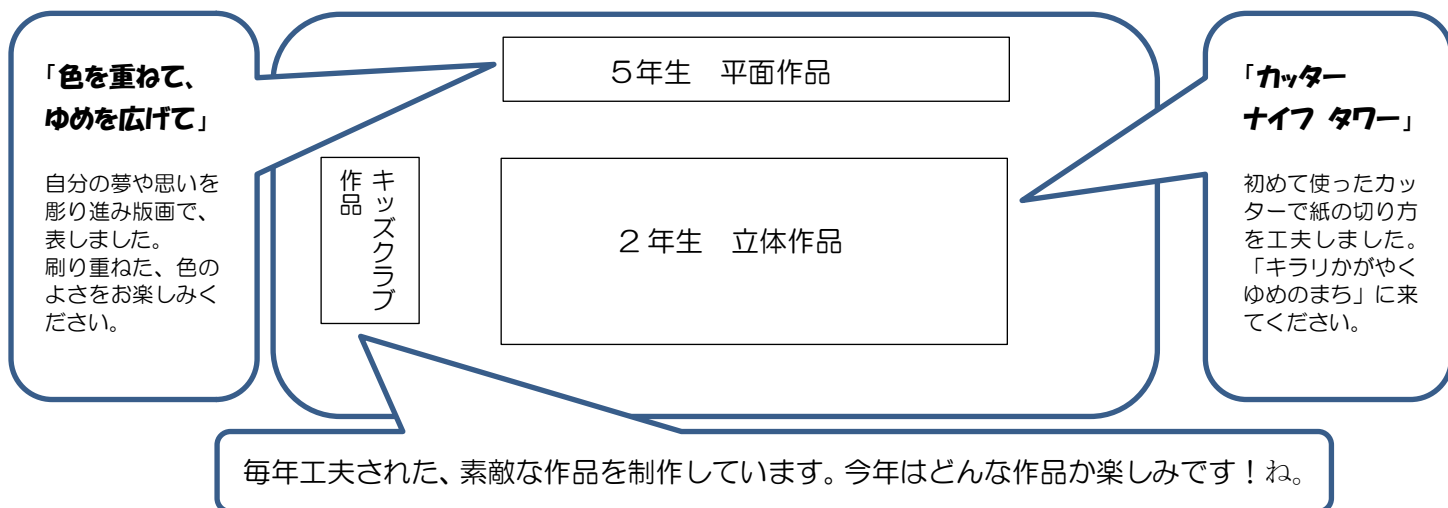 「色を重ねて、
ゆめを広げて」
自分の夢や思いを
彫り進み版画で、
表しました。
刷り重ねた、色の
よさをお楽しみく
ださい。
5年生 平面作品
キッズクラブ
作品
2年生 立体作品
「カッター
ナイフ タワー」
初めて使ったカッ
ターで紙の切り方
を工夫しました。
「キラリかがやく
ゆめのまち」に来
てください。
毎年工夫された、素敵な作品を制作しています。今年はどんな作品か楽しみです!ね。